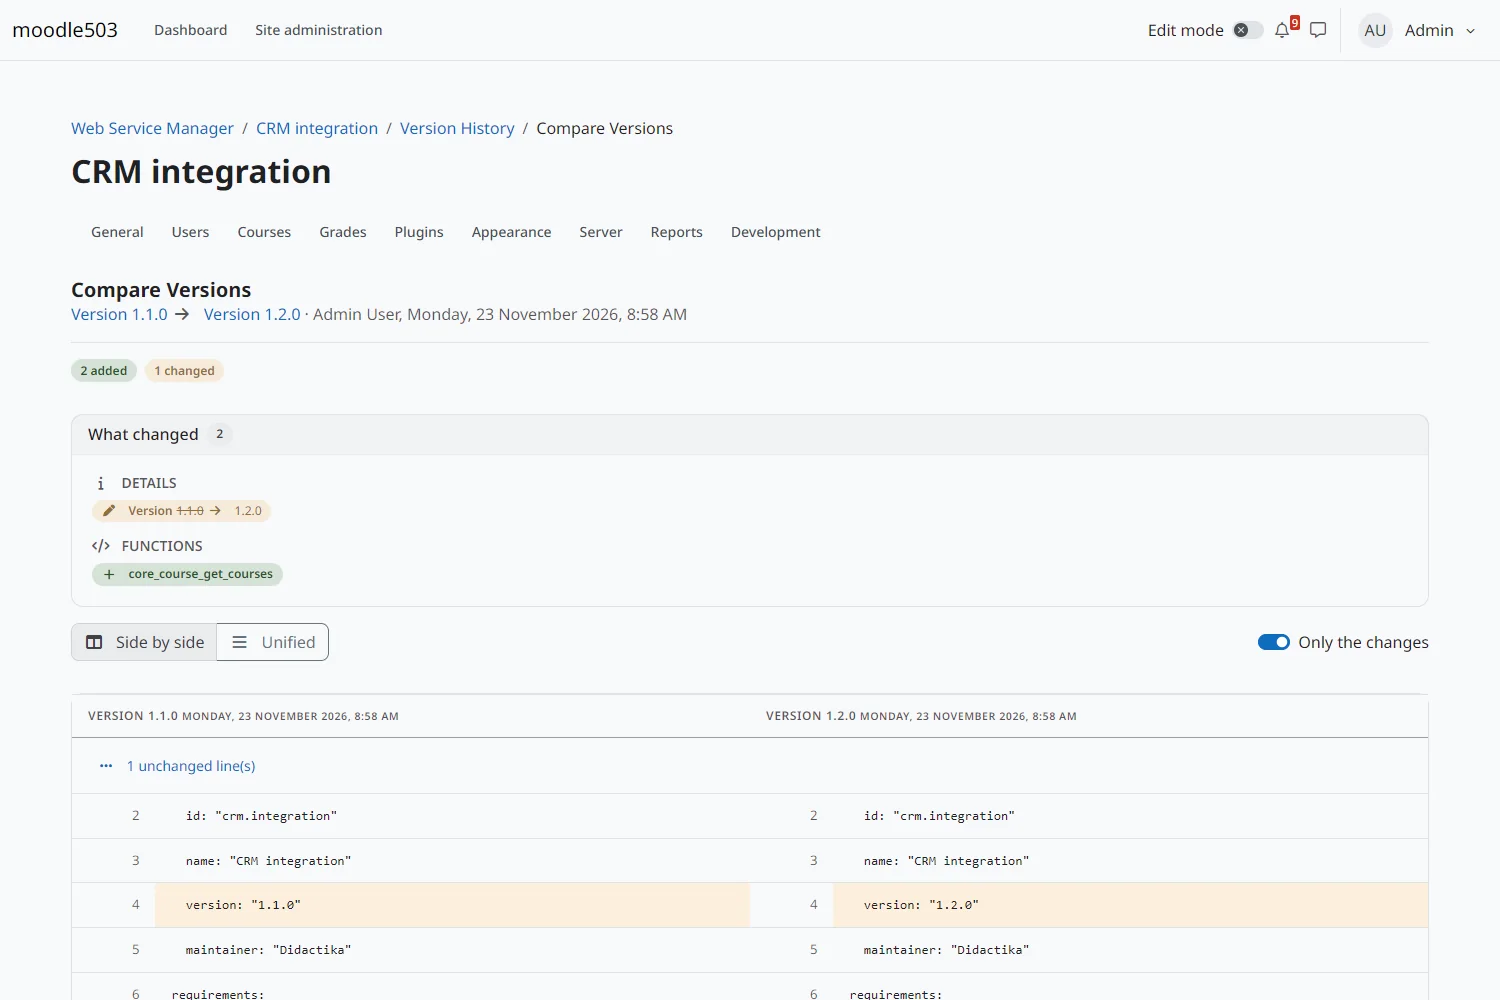 moodle503 Dashboard Site administration Edit mode 9 AU Admin
Web Service Manager / CRM integration / Version History / Compare Versions
CRM integration
General Users Courses Grades Plugins Appearance Server Reports Development
Compare Versions
Version 1.1.0 → Version 1.2.0 · Admin User, Monday, 23 November 2026, 8:58 AM
2 added 1 changed
What changed 2
DETAILS
Version 1.1.0 → 1.2.0
</> FUNCTIONS
+ core_course_get_courses
Side by side Unified Only the changes
VERSION 1.1.0 MONDAY, 23 NOVEMBER 2026, 8:58 AM VERSION 1.2.0 MONDAY, 23 NOVEMBER 2026, 8:58 AM
··· 1 unchanged line(s)
2 id: "crm.integration" 2 id: "crm.integration"
3 name: "CRM integration" 3 name: "CRM integration"
4 version: "1.1.0" 4 version: "1.2.0"
5 maintainer: "Didactika" 5 maintainer: "Didactika"
6 requirements: 6 requirements: